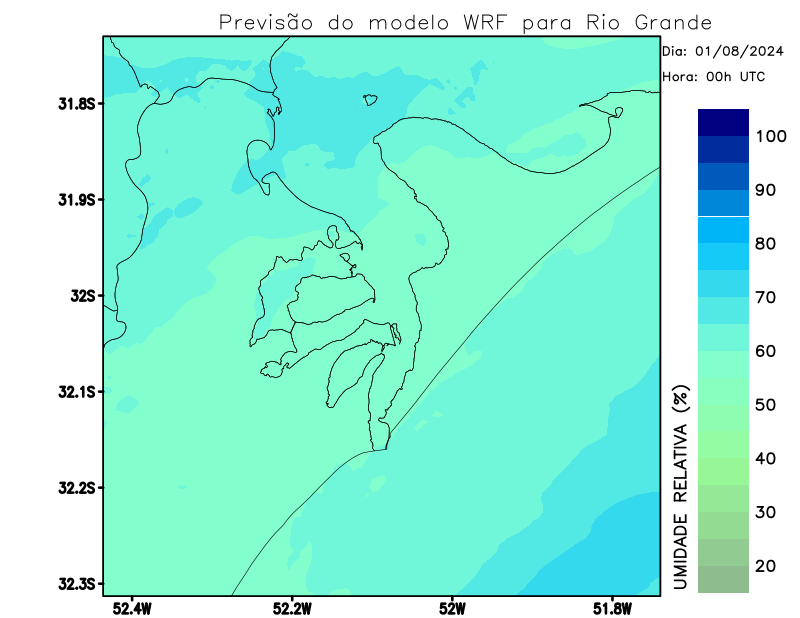 Previsão do modelo WRF para Rio Grande
Dia: 01/08/2024
Hora: 00h UTC
31.8S
31.9S
32S
32.1S
32.2S
32.3S
52.4W
52.2W
52W
51.8W
100
90
80
70
60
50
40
30
20
UMIDADE RELATIVA (%)